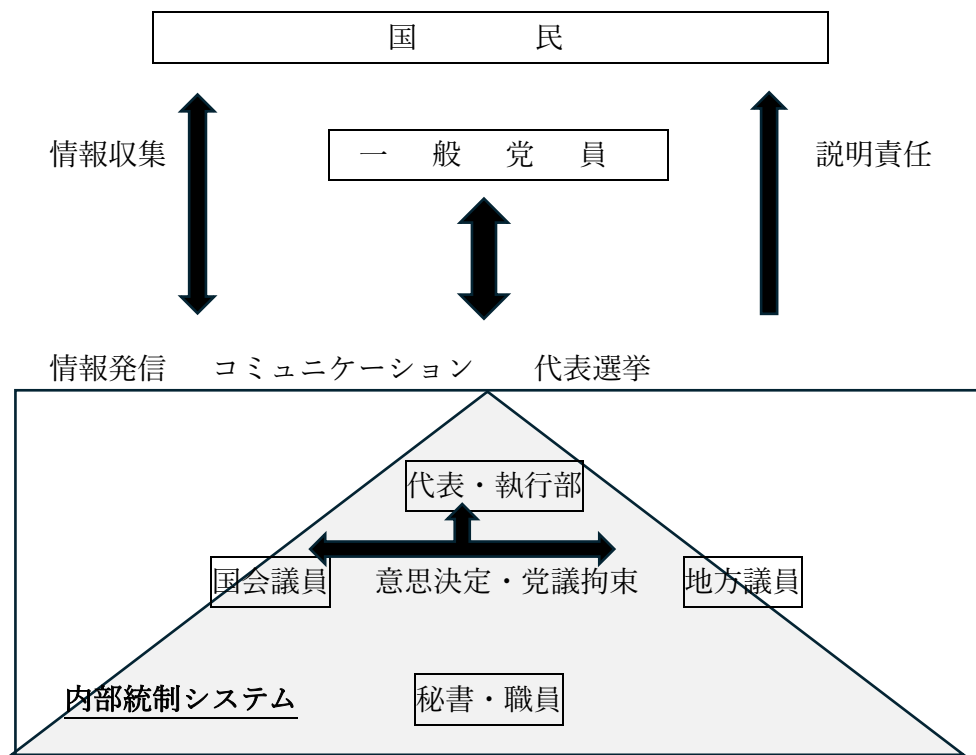 国 民
情報収集
一 般 党 員
説明責任
情報発信 コミュニケーション 代表選挙
代表・執行部
国会議員 意思決定・党議拘束 地方議員
内部統制システム 秘書・職員